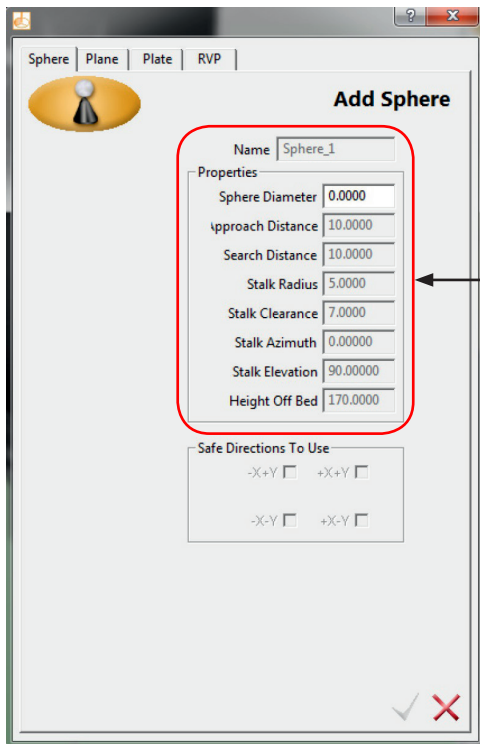 ?
Sphere Plane Plate RVP
Add Sphere
Name Sphere_1
Properties
Sphere Diameter 0.0000
pproach Distance 10.0000
Search Distance 10.0000
Stalk Radius 5.0000
Stalk Clearance 7.0000
Stalk Azimuth 0.00000
Stalk Elevation 90.00000
Height Off Bed 170.0000
Safe Directions To Use
-X+Y +X+Y
-X-Y +X-Y